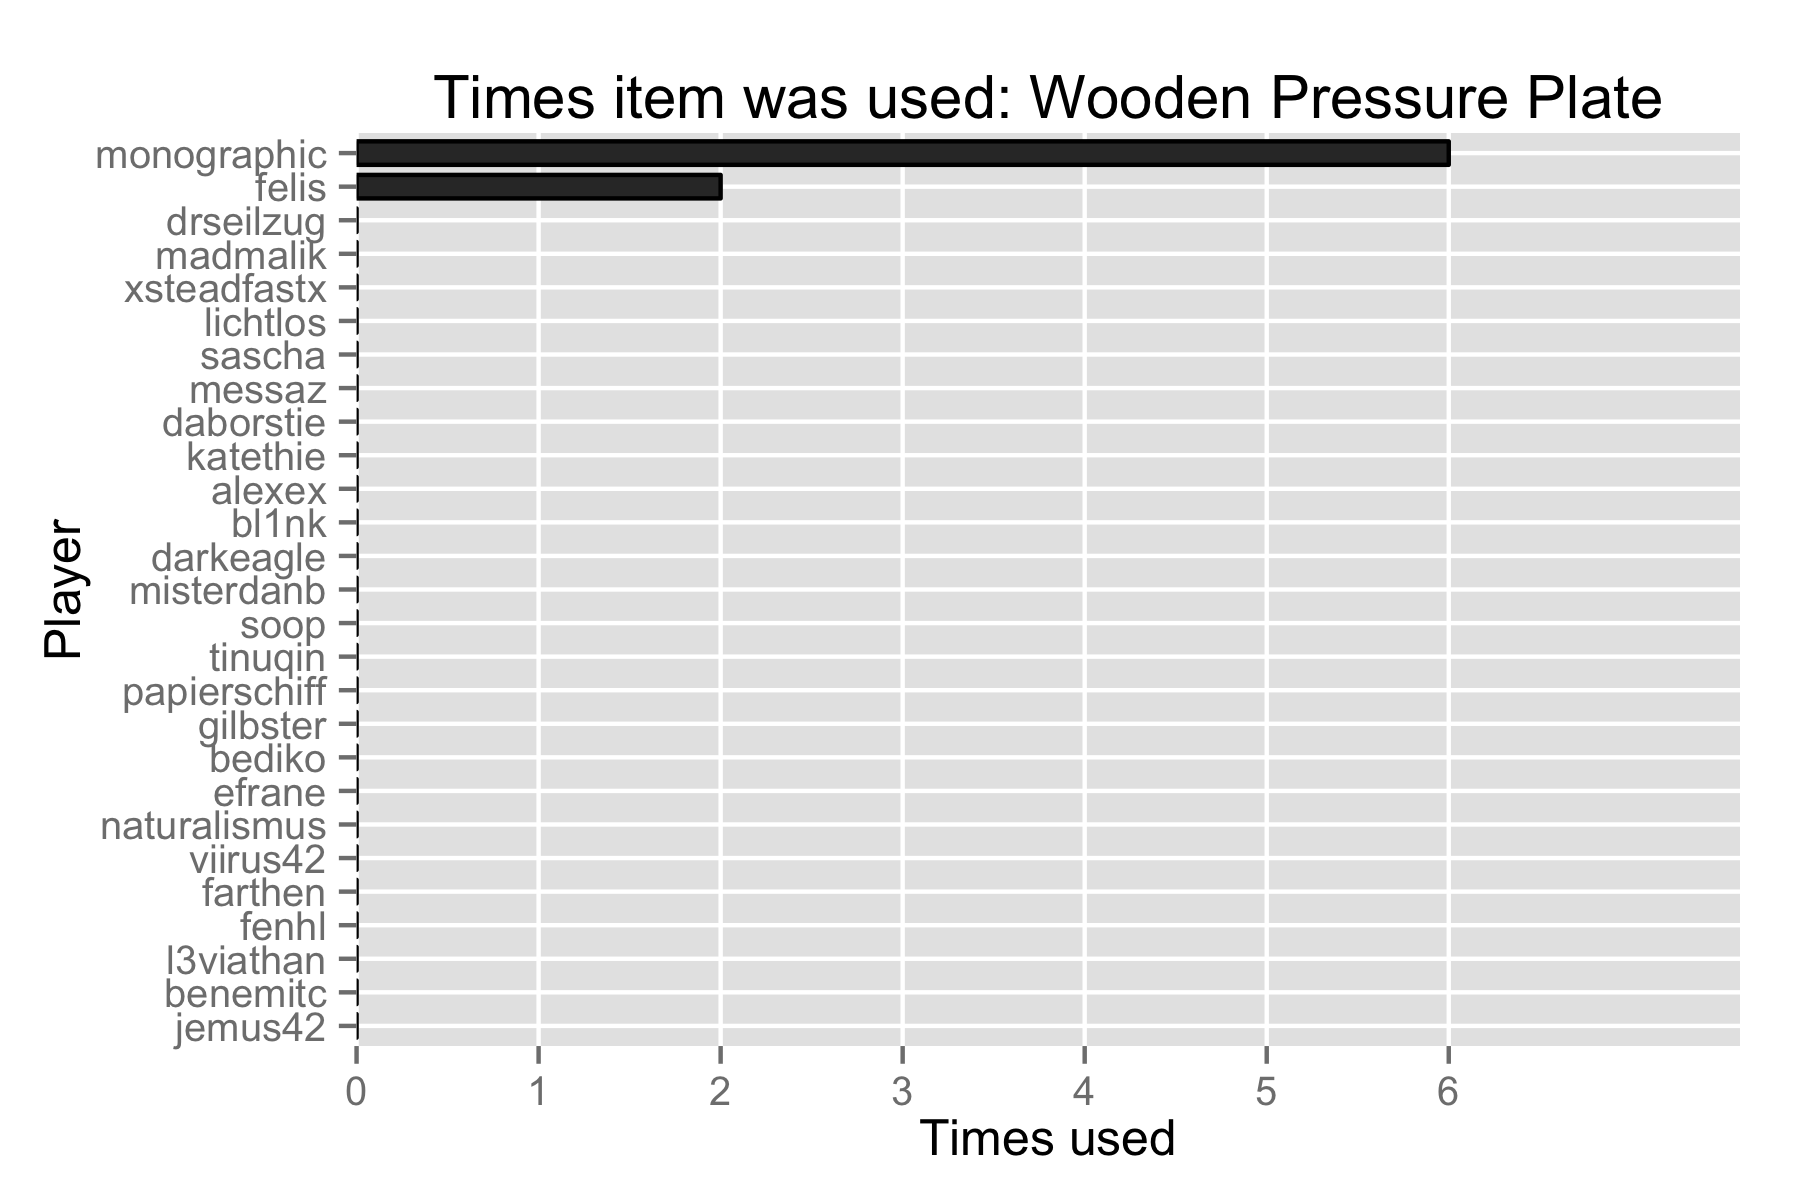 Times item was used: Wooden Pressure Plate
monographic
felis
drseilzug
madmalik
xsteadfastx
lichtlos
sascha
messaz
daborstie
katethie
alexex
bl1nk
darkeagle
misterdanb
soop
tinuqin
papierschiff
gilbster
bediko
efrane
naturalismus
viirus42
farthen
fenhl
l3viathan
benemitc
jemus42
Player
0 1 2 3 4 5 6
Times used